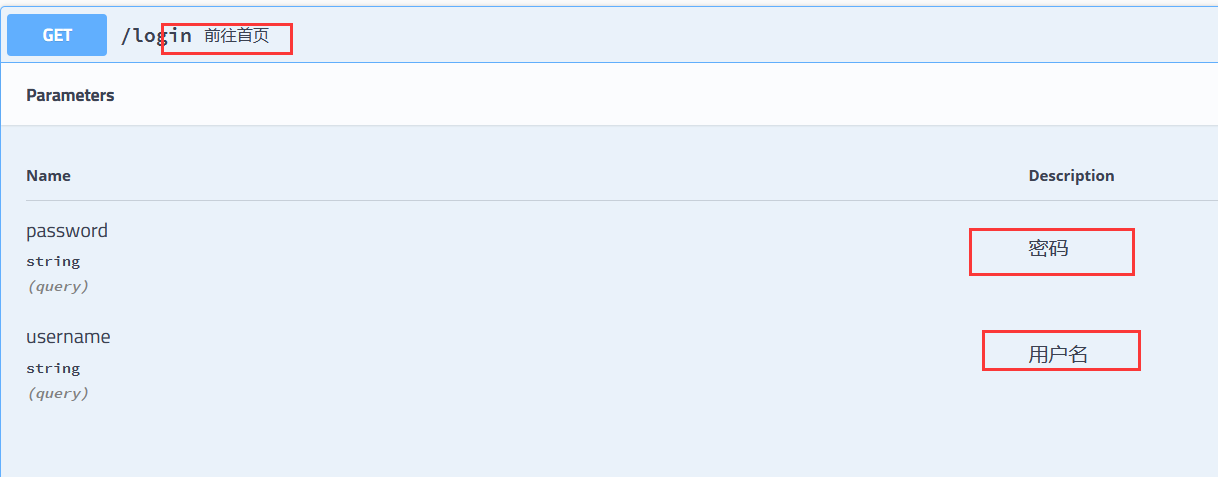 GET /login 前往首页
Parameters
Name Description
password 密码
string
(query)
username 用户名
string
(query)